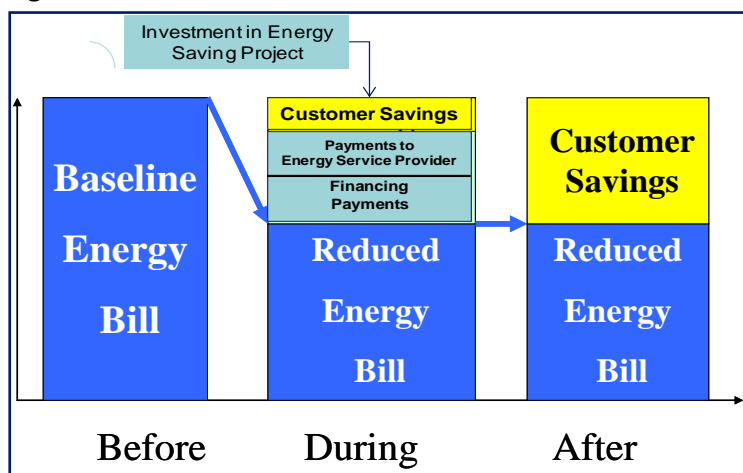 Investment in Energy
Saving Project
Baseline
Energy
Bill
Customer Savings
Payments to
Energy Service Provider
Financing
Payments
Reduced
Energy
Bill
Customer
Savings
Reduced
Energy
Bill
Before
During
After